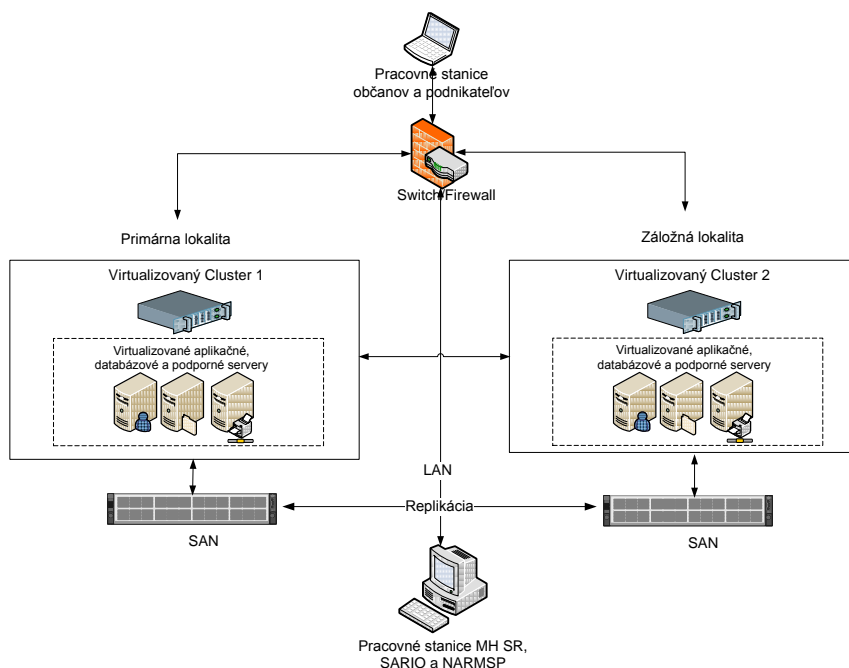 Pracovné stanice
občanov a podnikateľov
Switch/Firewall
Primárna lokalita
Záložná lokalita
Virtualizovaný Cluster 1
Virtualizovaný Cluster 2
Virtualizované aplikačné,
databázové a podporné servery
Virtualizované aplikačné,
databázové a podporné servery
LAN
Replikácia
SAN
SAN
Pracovné stanice MH SR,
SARIO a NARMSP